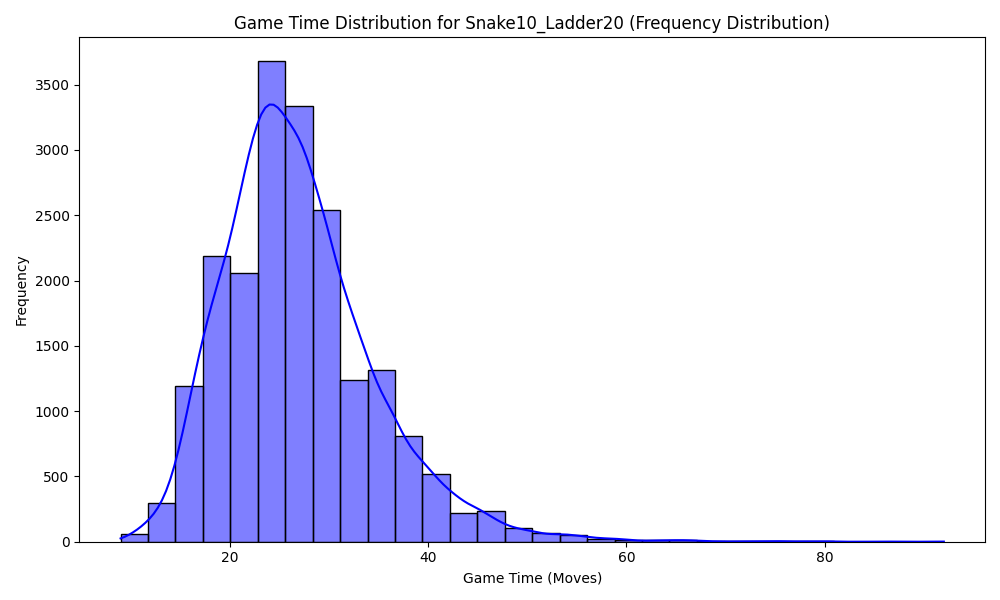 Game Time Distribution for Snake10_Ladder20 (Frequency Distribution)
3500
3000
2500
2000
1500
1000
500
0
Frequency
20 40 60 80
Game Time (Moves)